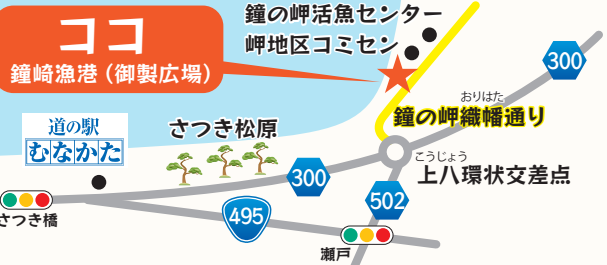 ココ
鐘崎漁港（御製広場）
鐘の岬活魚センター
岬地区コミセン
300
おりはた
鐘の岬織幡通り
道の駅
むなかた
さつき松原
こうじょう
上八環状交差点
300
502
495
さつき橋
瀬戸